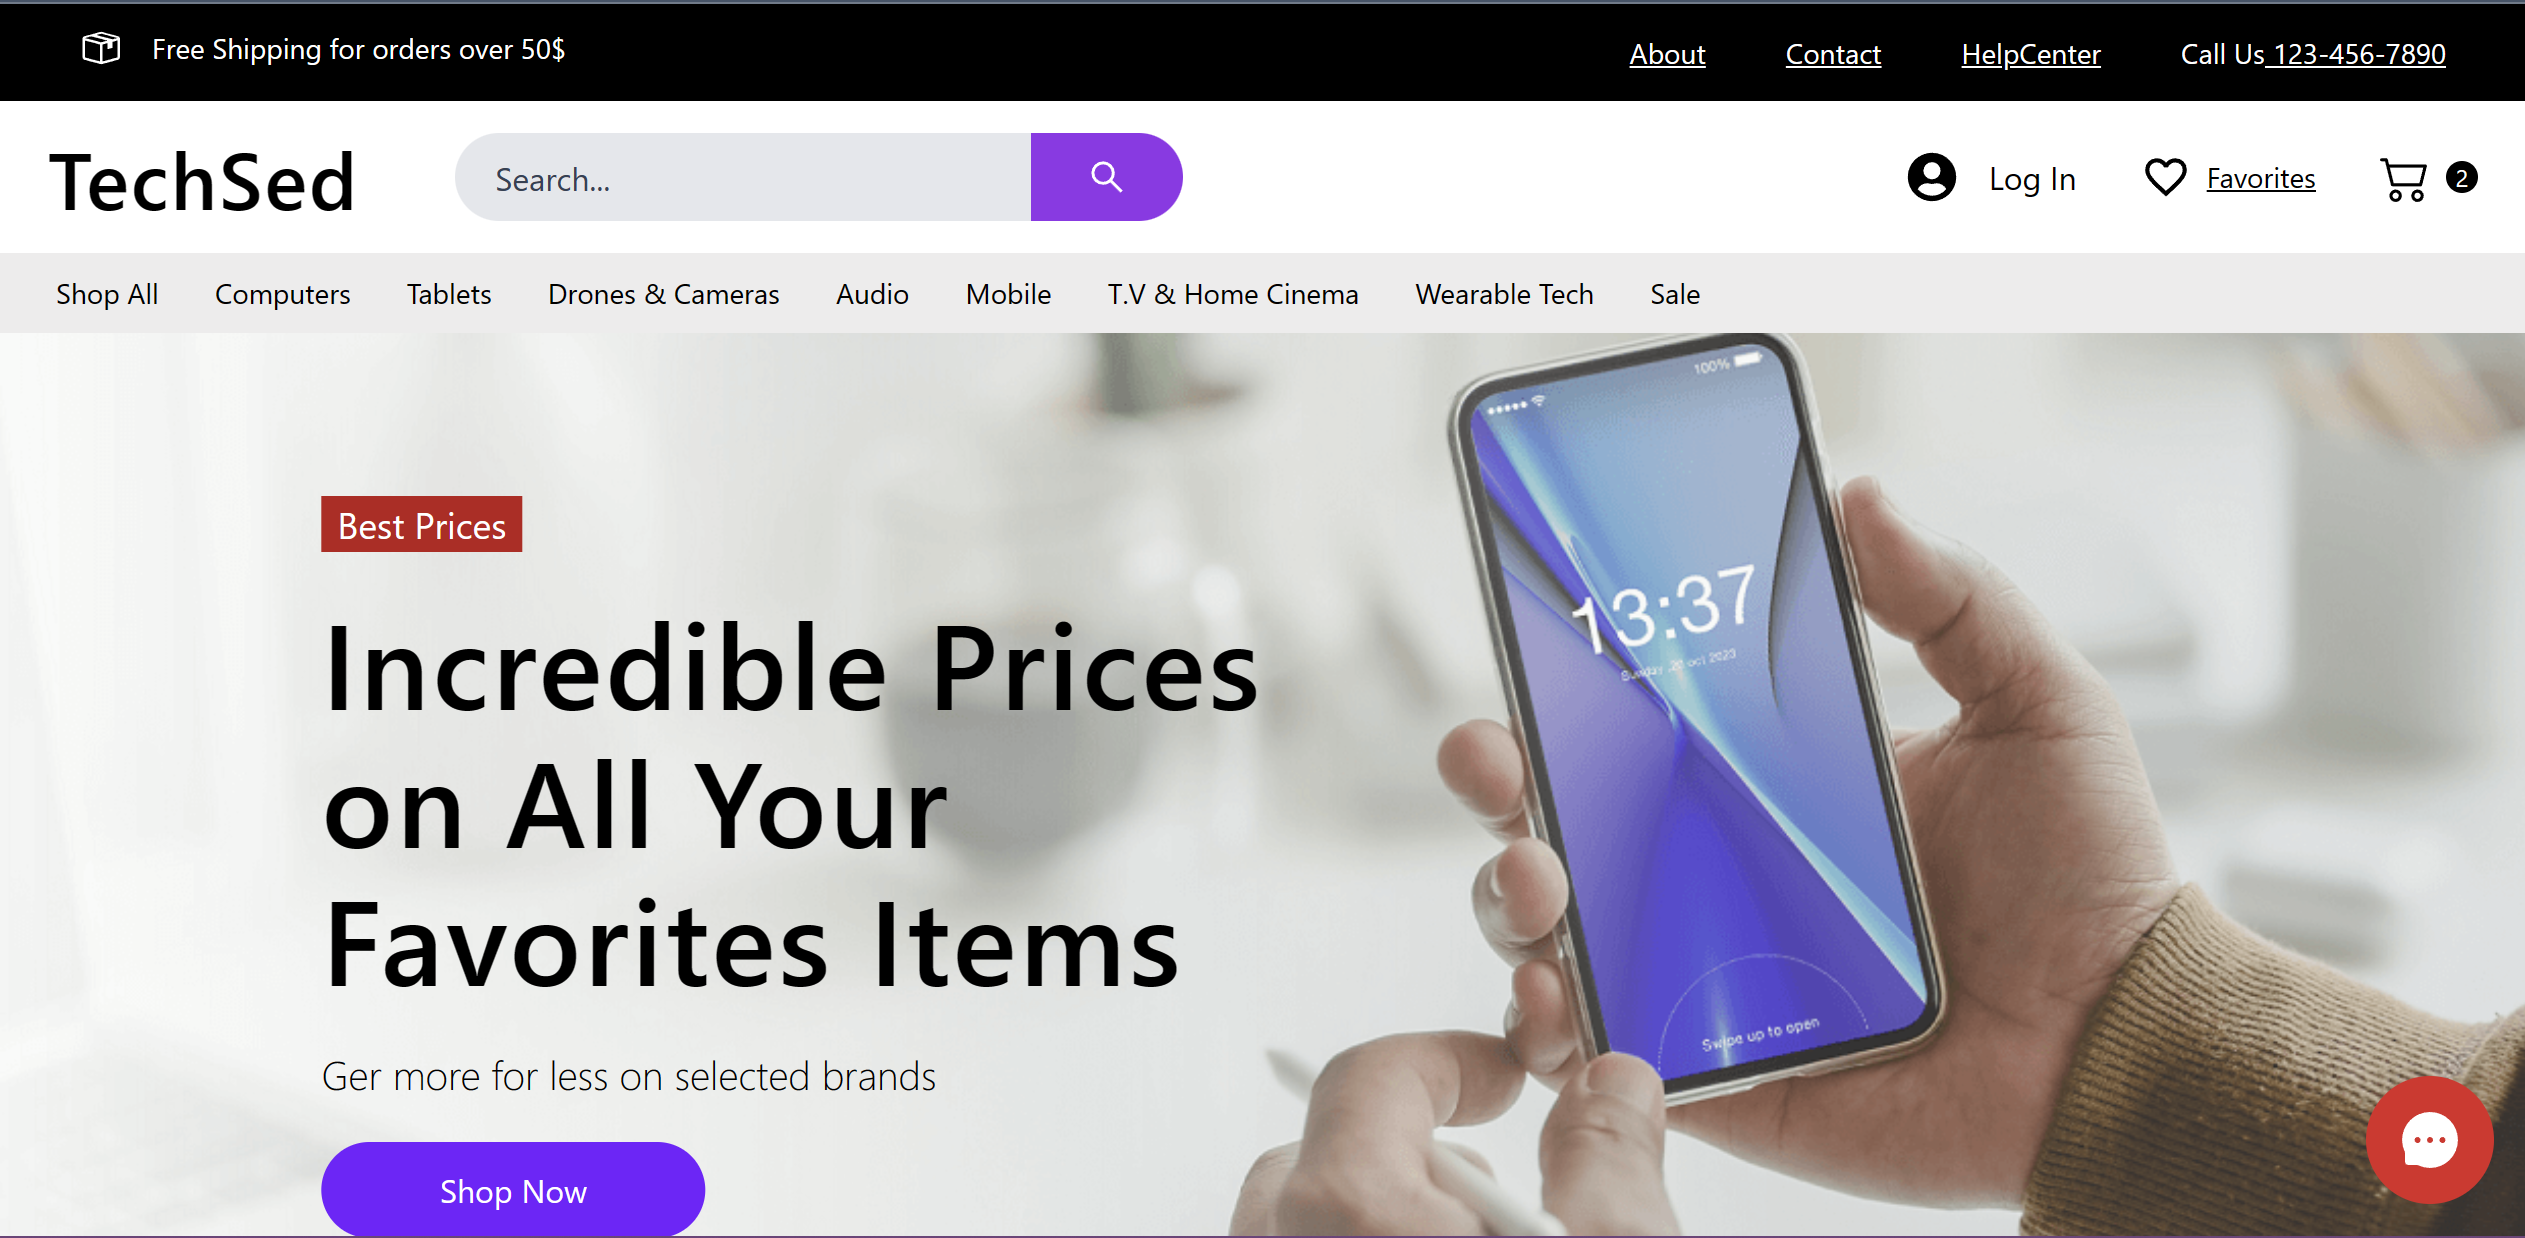 Free Shipping for orders over 50$
About Contact HelpCenter Call Us 123-456-7890
TechSed
Search...
Log In
Favorites
2
Shop All Computers Tablets Drones & Cameras Audio Mobile T.V & Home Cinema Wearable Tech Sale
100%
Best Prices
13:37
Sunday ,20 oct 2023
Incredible Prices
on All Your
Favorites Items
Swipe up to open
Ger more for less on selected brands
Shop Now